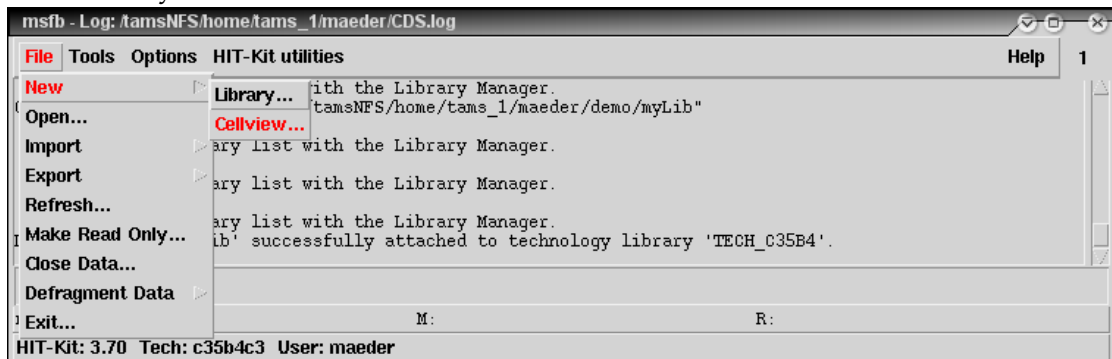 msfb - Log: /tamsNFS/home/tams_1/maeder/CDS.log
File Tools Options HIT-Kit utilities Help 1
New
Library...
Cellview...
Open...
Import
Export
Refresh...
Make Read Only...
Close Data...
Defragment Data
Exit...
ith the Library Manager.
tamsNFS/home/tams_1/maeder/demo/myLib"
ary list with the Library Manager.
ary list with the Library Manager.
ary list with the Library Manager.
ib' successfully attached to technology library 'TECH_C35B4'.
M: R:
HIT-Kit: 3.70 Tech: c35b4c3 User: maeder